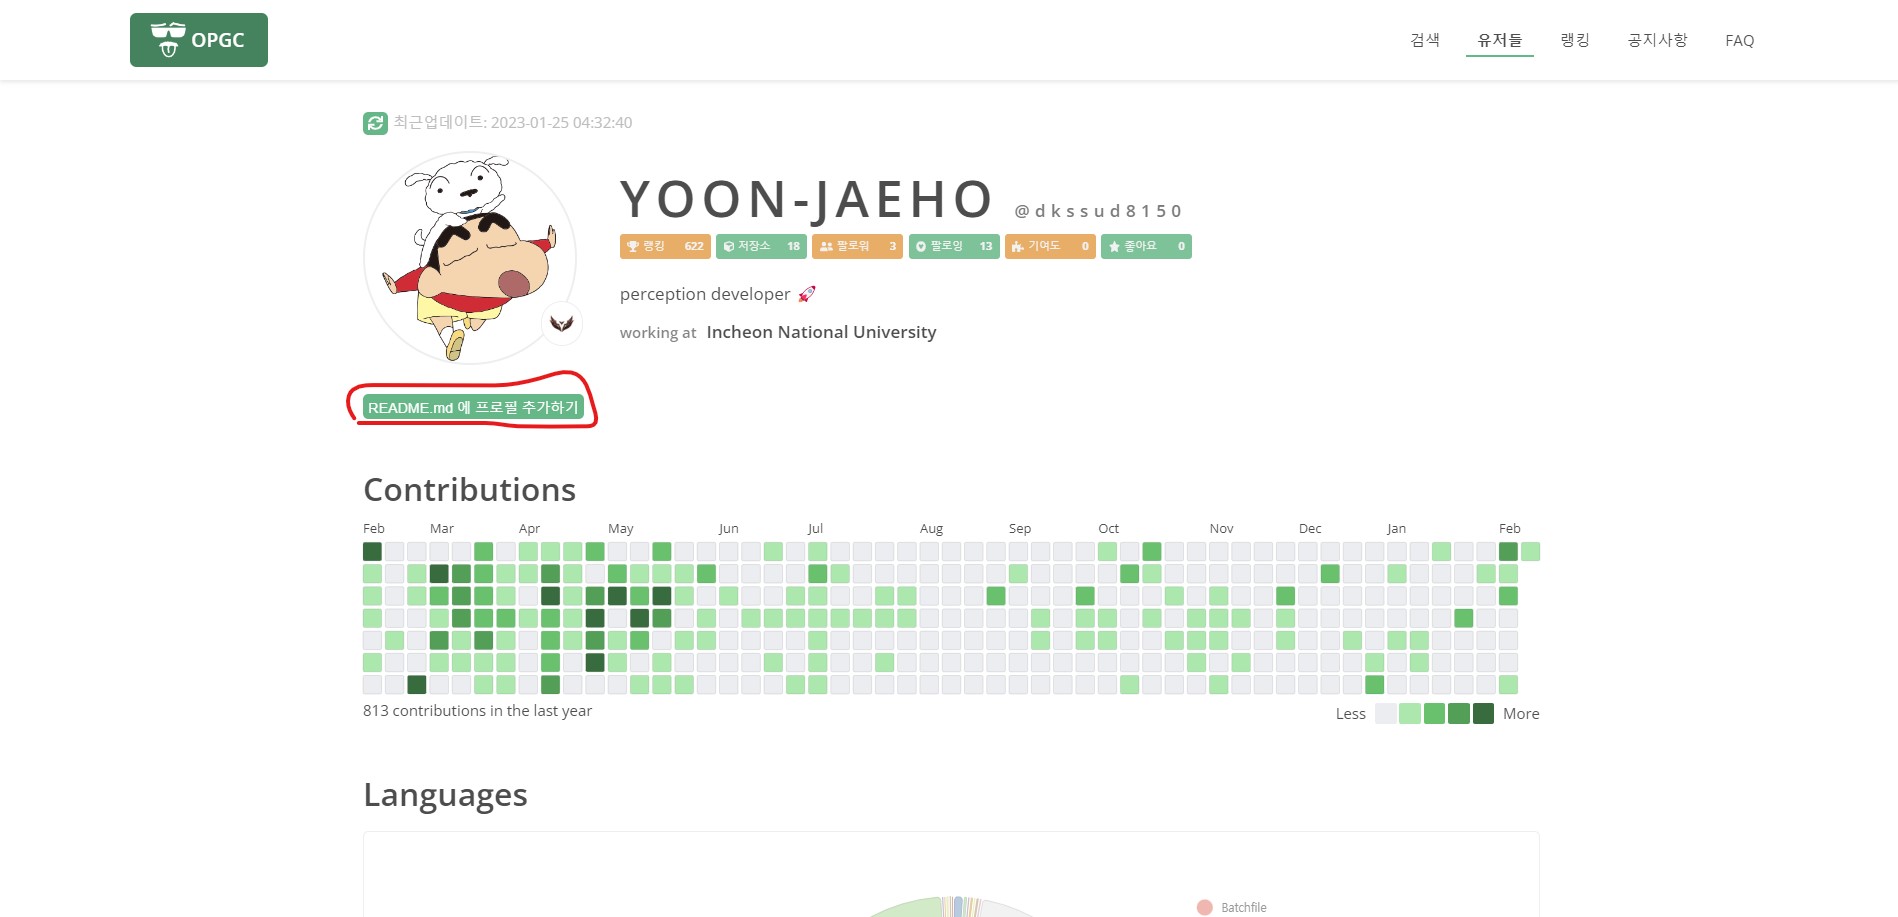 OPGC
검색 유저들 랭킹 공지사항 FAQ
최근업데이트: 2023-01-25 04:32:40
YOON-JAEHO @dkssud8150
랭킹 622 저장소 18 팔로워 3 팔로잉 13 기여도 0 좋아요 0
perception developer 🚀
working at Incheon National University
README.md 에 프로필 추가하기
Contributions
Feb Mar Apr May Jun Jul Aug Sep Oct Nov Dec Jan Feb
813 contributions in the last year
Less More
Languages
Batchfile